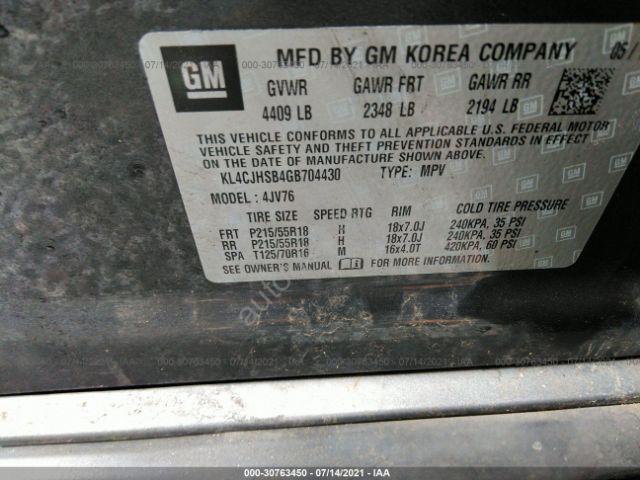 GM
MFD BY GM KOREA COMPANY 05/
GVWR GAWR FRT GAWR RR
4409 LB 2348 LB 2194 LB
THIS VEHICLE CONFORMS TO ALL APPLICABLE U.S. FEDERAL MOTOR
VEHICLE SAFETY AND THEFT PREVENTION STANDARDS IN EFFECT ON THE
DATE OF MANUFACTURE SHOWN ABOVE.
KL4CJHSB4GB704430 TYPE: MPV
MODEL: 4JV76
TIRE SIZE SPEED RTG RIM COLD TIRE PRESSURE
FRT P215/55R18 H 18x7.0J 240KPA, 35 PSI
RR P215/55R18 H 18x7.0J 240KPA, 35 PSI
SPA T125/70R16 M 16x4.0T 420KPA, 60 PSI
SEE OWNER'S MANUAL FOR MORE INFORMATION.
000-30763450 | 07/14/2021 | IAA